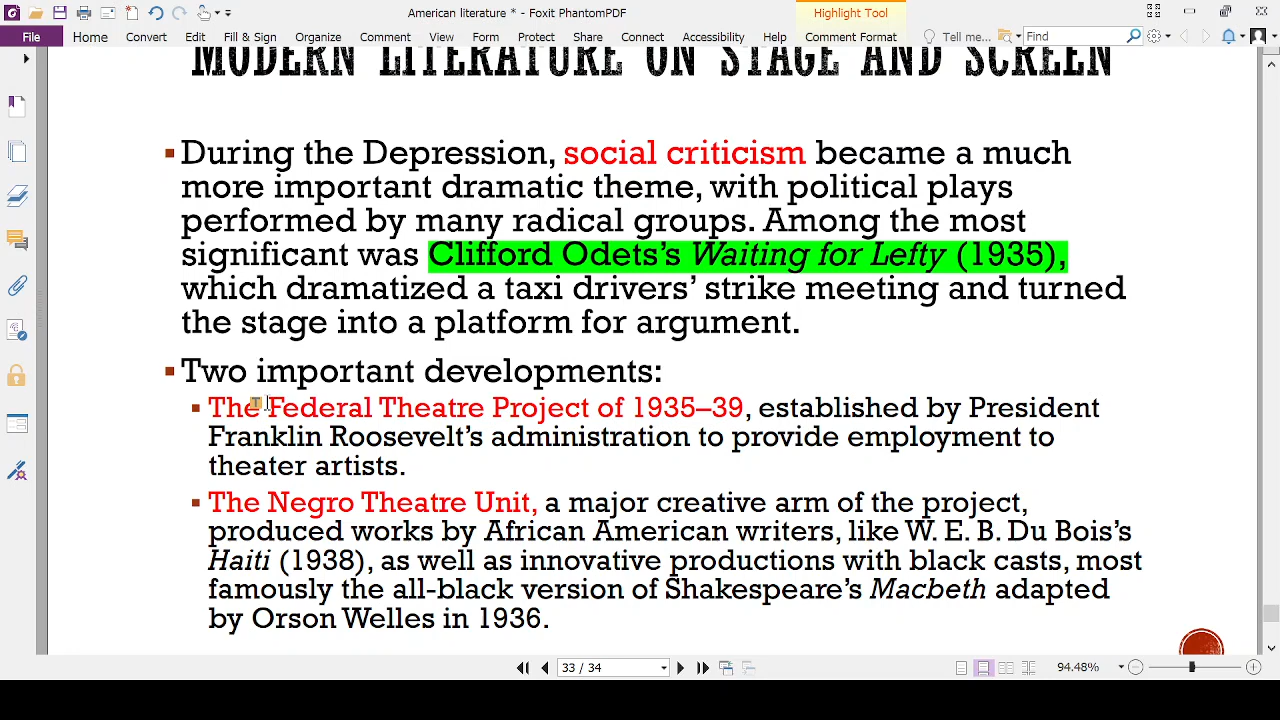 American literature * - Foxit PhantomPDF
Highlight Tool
File Home Convert Edit Fill & Sign Organize Comment View Form Protect Share Connect Accessibility Help Comment Format Tell me... Find
MODERN LITERATURE ON STAGE AND SCREEN
During the Depression, social criticism became a much
more important dramatic theme, with political plays
performed by many radical groups. Among the most
significant was Clifford Odets's Waiting for Lefty (1935),
which dramatized a taxi drivers' strike meeting and turned
the stage into a platform for argument.
Two important developments:
The Federal Theatre Project of 1935–39, established by President
Franklin Roosevelt's administration to provide employment to
theater artists.
The Negro Theatre Unit, a major creative arm of the project,
produced works by African American writers, like W. E. B. Du Bois's
Haiti (1938), as well as innovative productions with black casts, most
famously the all-black version of Shakespeare's Macbeth adapted
by Orson Welles in 1936.
33 / 34
94.48%